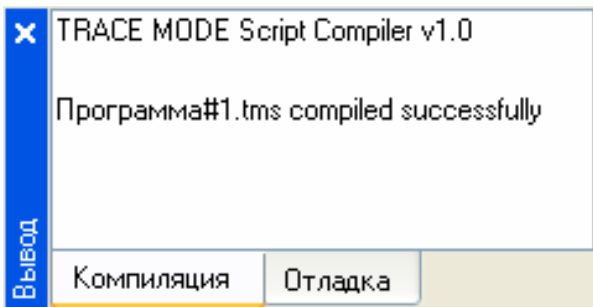 TRACE MODE Script Compiler v1.0
Программа#1.tms compiled successfully
Вывод
Компиляция
Отладка